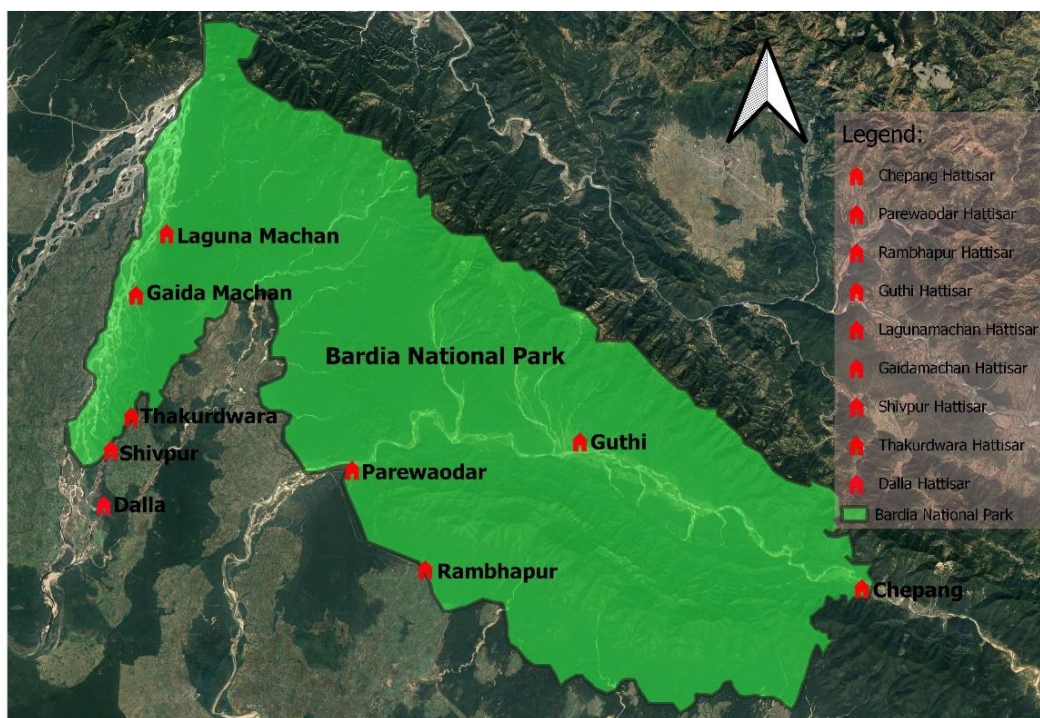 Legend:
Chepang Hattisar
Parewaodar Hattisar
Rambhapur Hattisar
Guthi Hattisar
Lagunamachan Hattisar
Gaidamachan Hattisar
Shivpur Hattisar
Thakurdwara Hattisar
Dalla Hattisar
Bardia National Park
Laguna Machan
Gaida Machan
Bardia National Park
Thakurdwara
Shivpur
Guthi
Parewaodar
Dalla
Rambhapur
Chepang